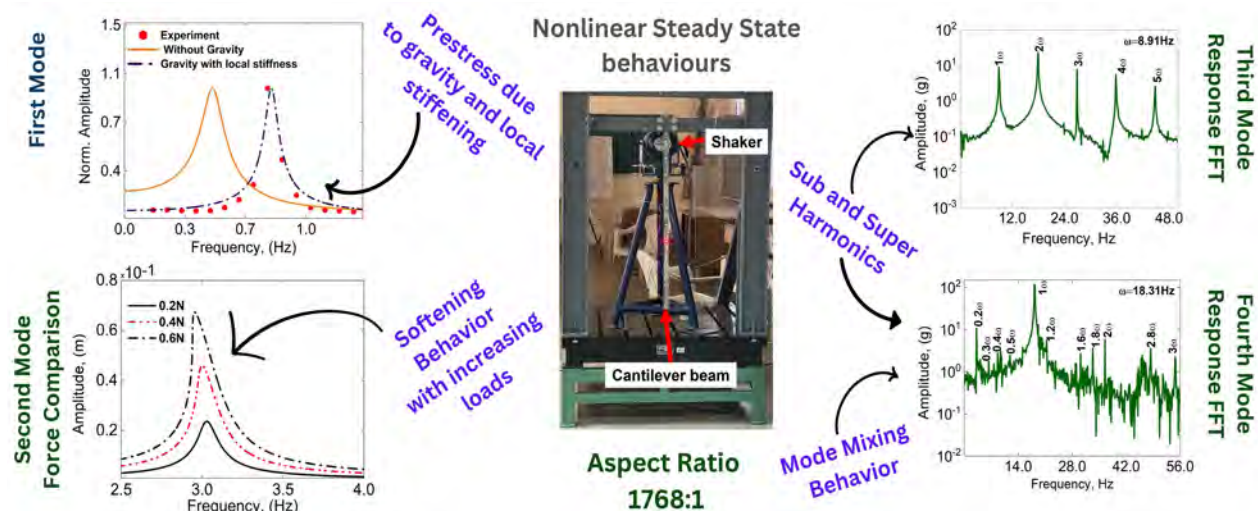 First Mode
1.5
1.0
0.7
0.4
Norm. Amplitude
Experiment
Without Gravity
Gravity with local stiffness
0.0
0.3
0.7
1.0
Frequency, (Hz)
Prestress due
to gravity and local
stiffening
Nonlinear Steady State
behaviours
Shaker
Cantilever beam
Aspect Ratio
1768:1
Second Mode
Force Comparison
0.8 ×10⁻¹
0.6
0.4
0.2
Amplitude, (m)
0.2N
0.4N
0.6N
2.5
3.0
3.5
4.0
Frequency, (Hz)
Softening
Behavior
with increasing
loads
Sub and Super
Harmonics
Mode Mixing
Behavior
10²
10¹
10⁰
10⁻¹
10⁻²
10⁻³
Amplitude, (g)
1ω
2ω
3ω
4ω
5ω
ω=8.91Hz
12.0
24.0
36.0
48.0
Frequency, Hz
Third Mode
Response FFT
10²
10¹
10⁰
10⁻¹
10⁻²
Amplitude, (g)
0.2ω
0.3ω
0.4ω
0.5ω
1ω
1.2ω
1.6ω
1.8ω
2ω
2.8ω
3ω
ω=18.31Hz
14.0
28.0
42.0
56.0
Frequency, Hz
Fourth Mode
Response FFT